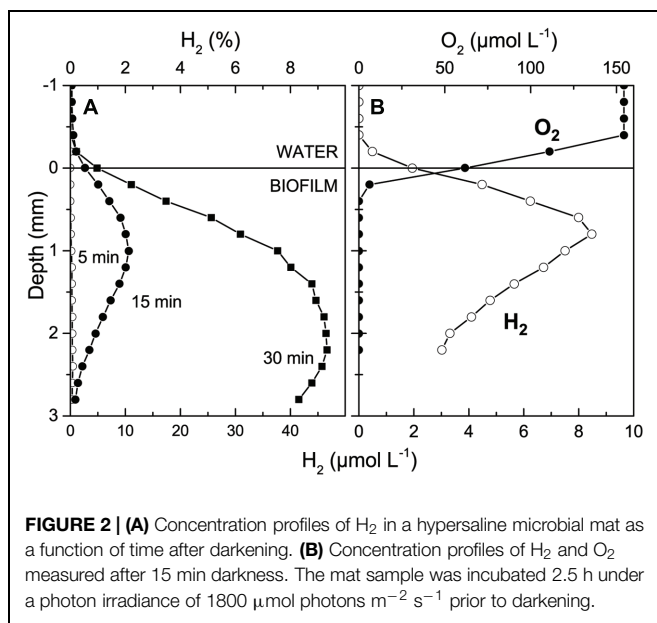 H₂ (%)
0 2 4 6 8
O₂ (µmol L⁻¹)
0 50 100 150
-1
0
1
2
3
Depth (mm)
A
WATER
BIOFILM
5 min
15 min
30 min
B
O₂
H₂
0 10 20 30 40
0 2 4 6 8 10
H₂ (µmol L⁻¹)
FIGURE 2 | (A) Concentration profiles of H₂ in a hypersaline microbial mat as
a function of time after darkening. (B) Concentration profiles of H₂ and O₂
measured after 15 min darkness. The mat sample was incubated 2.5 h under
a photon irradiance of 1800 µmol photons m⁻² s⁻¹ prior to darkening.